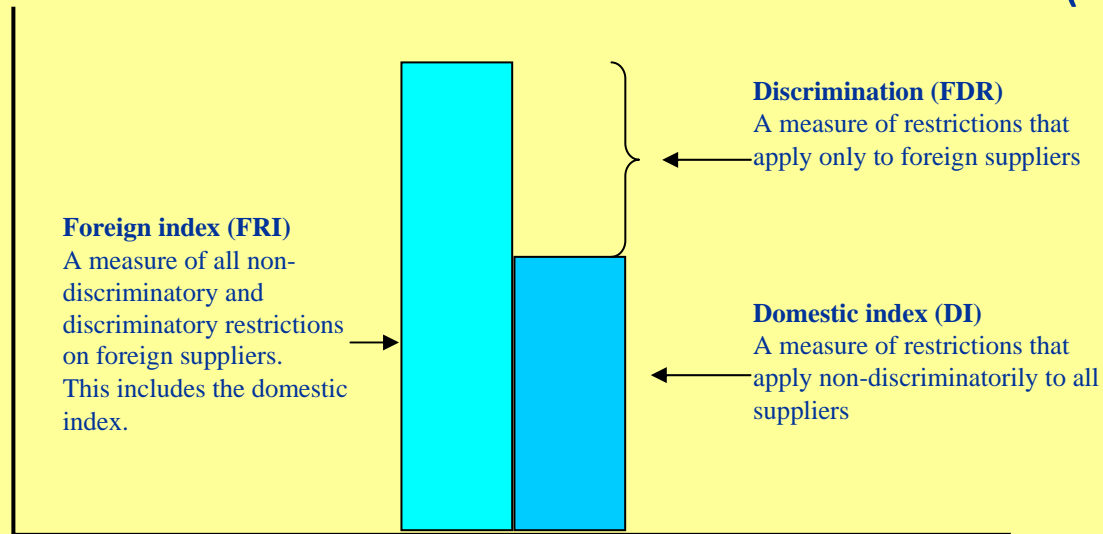 Discrimination (FDR)
A measure of restrictions that
apply only to foreign suppliers
Foreign index (FRI)
A measure of all non-
discriminatory and
discriminatory restrictions
on foreign suppliers.
This includes the domestic
index.
Domestic index (DI)
A measure of restrictions that
apply non-discriminatorily to all
suppliers